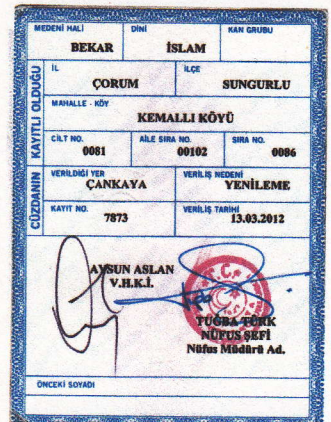 MEDENİ HALİ DİNİ KAN GRUBU
BEKAR İSLAM
İL İLÇE
ÇORUM SUNGURLU
MAHALLE - KÖY
KEMALLI KÖYÜ
CİLT NO. AİLE SIRA NO. SIRA NO.
0081 00102 0086
CÜZDANIN KAYITLI OLDUĞU
VERİLDİĞİ YER VERİLİŞ NEDENİ
ÇANKAYA YENİLEME
KAYIT NO. VERİLİŞ TARİHİ
7873 13.03.2012
AYSUN ASLAN
V.H.K.İ.
T.C.
TUĞBA TÜRK
NÜFUS ŞEFİ
Nüfus Müdürü Ad.
ÖNCEKİ SOYADI